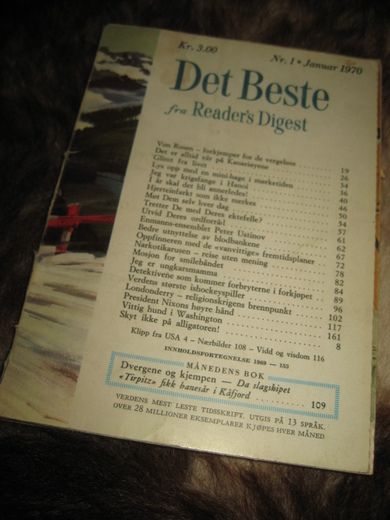 Kr. 3.00 Nr. 1 • Januar 1970
Det Beste
fra Reader's Digest
Von Rosen – forkjemper for de vergeløse 19
Det er alltid vår på Kanariøyene 26
Glimt fra livet 34
Lys opp med en mini-hage i mørketiden 36
Jeg var krigsfange i Hanoi 40
I år skal det bli annerledes! 46
Hjerteinfarkt som ikke merkes 50
Mer Dem selv hver dag 54
Tretter De med Deres ektefelle? 57
Utvid Deres ordforråd! 61
Enmanns-ensemblet Peter Ustinov 62
Bedre utnyttelse av blodbankene 67
Oppfinneren med de «vanvittige» fremtidsplaner 72
Narkotikarusen – reise uten mening 78
Mosjon for smilebåndet 82
Jeg er ungkarsmamma 84
Detektivene som kommer forbryterne i forkjøpet 89
Verdens største ishockeyspiller 96
Londonderry – religionskrigens brennpunkt 102
President Nixons høyre hånd 117
Vittig hund i Washington 161
Skyt ikke på alligatoren! 8
Klipp fra USA 4 – Nærbilder 108 – Vidd og visdom 116
INNHOLDSFORTEGNELSE 1969 — 153
MÅNEDENS BOK
Dvergene og kjempen — Da slagskipet
«Tirpitz» fikk banesår i Kåfjord 109
VERDENS MEST LESTE TIDSSKRIFT. UTGIS PÅ 13 SPRÅK.
OVER 28 MILLIONER EKSEMPLARER KJØPES HVER MÅNED